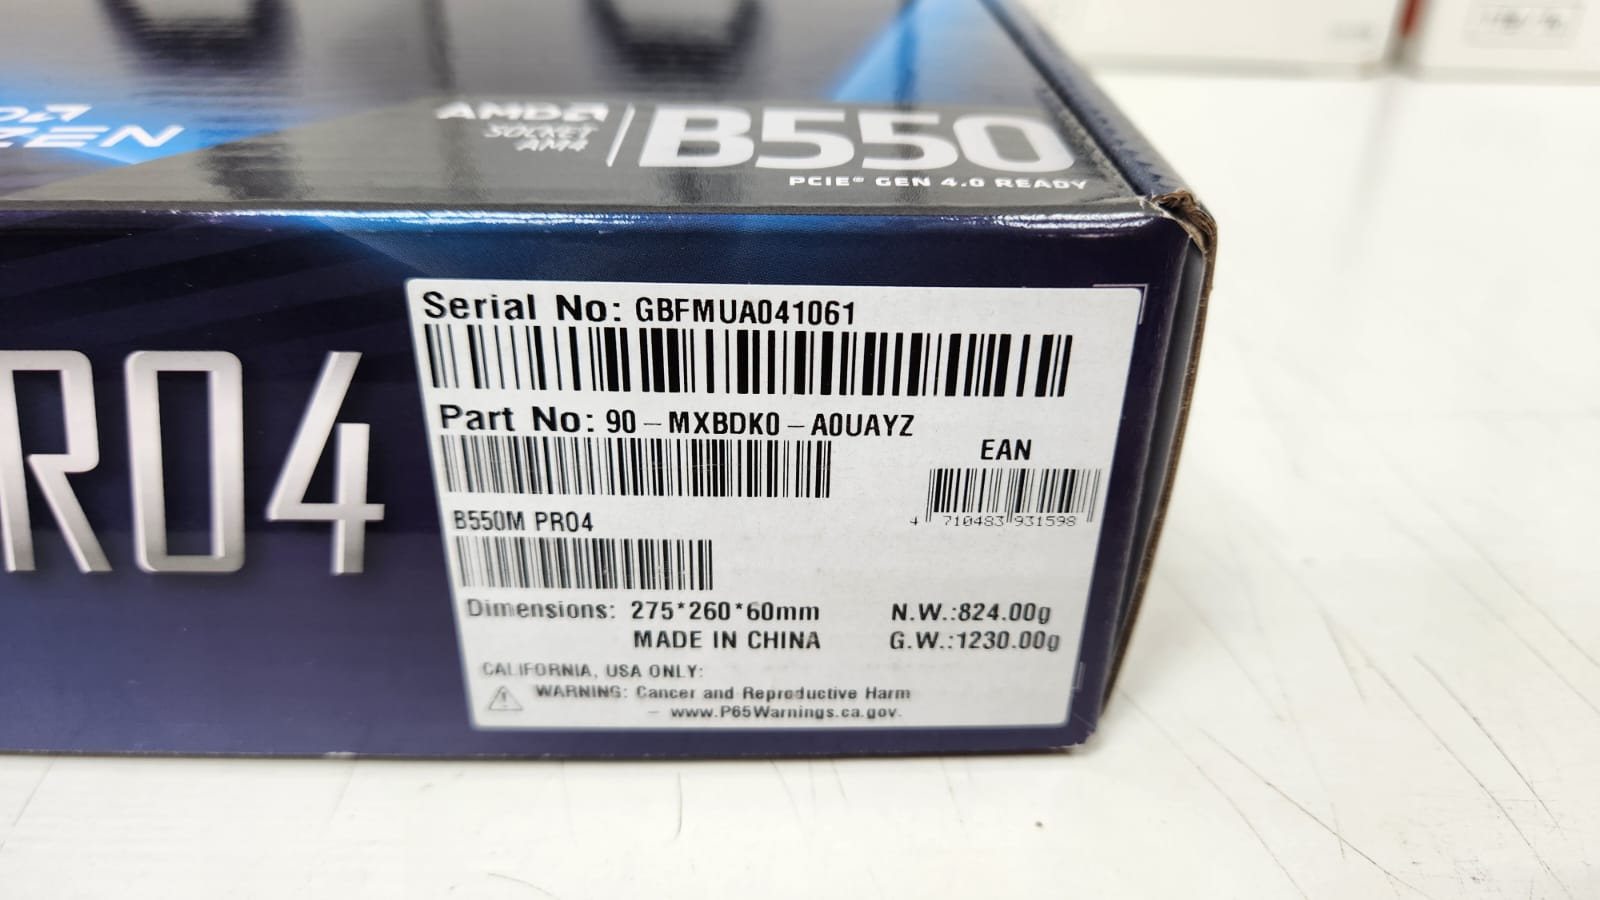 AMD
SOCKET
AM4
B550
PCIE® GEN 4.0 READY
ZEN
Serial No: GBFMUA041061
Part No: 90-MXBDK0-A0UAYZ
EAN
4 710483 931598
B550M PRO4
RO4
Dimensions: 275*260*60mm
N.W.:824.00g
MADE IN CHINA
G.W.:1230.00g
CALIFORNIA, USA ONLY:
WARNING: Cancer and Reproductive Harm
- www.P65Warnings.ca.gov.